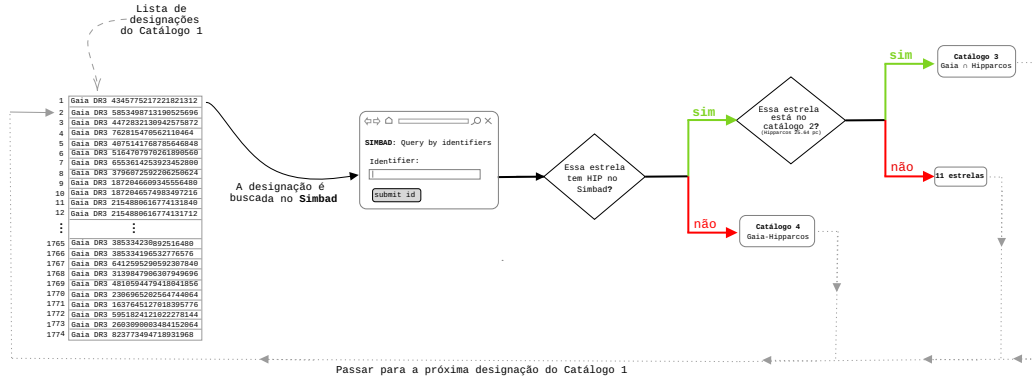 Lista de
designações
do Catálogo 1
1 Gaia DR3 4345775217221821312
2 Gaia DR3 5853498713190525696
3 Gaia DR3 4472832130942575872
4 Gaia DR3 762815470562110464
5 Gaia DR3 4075141768785646848
6 Gaia DR3 5164707970261890560
7 Gaia DR3 6553614253923452800
8 Gaia DR3 3796072592206250624
9 Gaia DR3 1872046609345556480
10 Gaia DR3 1872046574983497216
11 Gaia DR3 2154880616774131840
12 Gaia DR3 2154880616774131712
1765 Gaia DR3 385334230892516480
1766 Gaia DR3 385334196532776576
1767 Gaia DR3 6412595290592307840
1768 Gaia DR3 3139847906307949696
1769 Gaia DR3 4810594479418041856
1770 Gaia DR3 2306965202564744064
1771 Gaia DR3 1637645127018395776
1772 Gaia DR3 5951824121022278144
1773 Gaia DR3 2603090003484152064
1774 Gaia DR3 823773494718931968
A designação é
buscada no Simbad
SIMBAD: Query by identifiers
Identifier:
submit id
Essa estrela
tem HIP no
Simbad?
sim
não
Catálogo 4
Gaia-Hipparcos
Essa estrela
está no
catálogo 2?
(Hipparcos 25.64 pc)
sim
não
Catálogo 3
Gaia ∩ Hipparcos
11 estrelas
Passar para a próxima designação do Catálogo 1